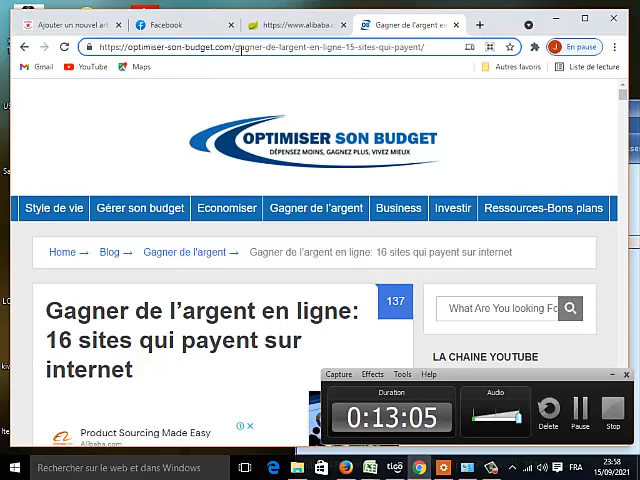 Ajouter un nouvel arti
Facebook
https://www.alibaba.c
Gagner de l'argent en
https://optimiser-son-budget.com/gagner-de-largent-en-ligne-15-sites-qui-payent/
J En pause
Gmail
YouTube
Maps
Autres favoris
Liste de lecture
OPTIMISER SON BUDGET
DÉPENSEZ MOINS, GAGNEZ PLUS, VIVEZ MIEUX
Style de vie
Gérer son budget
Economiser
Gagner de l'argent
Business
Investir
Ressources-Bons plans
Home → Blog → Gagner de l'argent → Gagner de l'argent en ligne: 16 sites qui payent sur internet
Gagner de l'argent en ligne:
16 sites qui payent sur
internet
137
What Are You looking Fo
LA CHAINE YOUTUBE
Product Sourcing Made Easy
Alibaba.com
Capture Effects Tools Help
Duration
0:13:05
Audio
Delete
Pause
Stop
Rechercher sur le web et dans Windows
tigo
FRA
23:58
15/09/2021